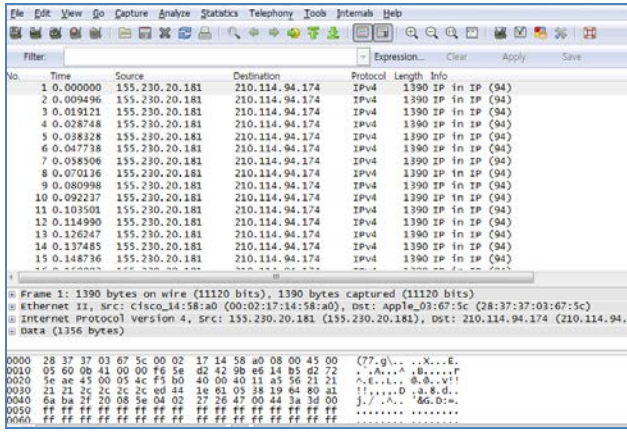 File Edit View Go Capture Analyze Statistics Telephony Tools Internals Help
Filter: Expression... Clear Apply Save
No. Time Source Destination Protocol Length Info
1 0.000000 155.230.20.181 210.114.94.174 IPv4 1390 IP in IP (94)
2 0.009496 155.230.20.181 210.114.94.174 IPv4 1390 IP in IP (94)
3 0.019121 155.230.20.181 210.114.94.174 IPv4 1390 IP in IP (94)
4 0.028748 155.230.20.181 210.114.94.174 IPv4 1390 IP in IP (94)
5 0.038328 155.230.20.181 210.114.94.174 IPv4 1390 IP in IP (94)
6 0.047738 155.230.20.181 210.114.94.174 IPv4 1390 IP in IP (94)
7 0.058506 155.230.20.181 210.114.94.174 IPv4 1390 IP in IP (94)
8 0.070136 155.230.20.181 210.114.94.174 IPv4 1390 IP in IP (94)
9 0.080998 155.230.20.181 210.114.94.174 IPv4 1390 IP in IP (94)
10 0.092237 155.230.20.181 210.114.94.174 IPv4 1390 IP in IP (94)
11 0.103501 155.230.20.181 210.114.94.174 IPv4 1390 IP in IP (94)
12 0.114990 155.230.20.181 210.114.94.174 IPv4 1390 IP in IP (94)
13 0.126247 155.230.20.181 210.114.94.174 IPv4 1390 IP in IP (94)
14 0.137485 155.230.20.181 210.114.94.174 IPv4 1390 IP in IP (94)
15 0.148736 155.230.20.181 210.114.94.174 IPv4 1390 IP in IP (94)
Frame 1: 1390 bytes on wire (11120 bits), 1390 bytes captured (11120 bits)
Ethernet II, Src: Cisco_14:58:a0 (00:02:17:14:58:a0), Dst: Apple_03:67:5c (28:37:37:03:67:5c)
Internet Protocol Version 4, Src: 155.230.20.181 (155.230.20.181), Dst: 210.114.94.174 (210.114.94.
Data (1356 bytes)
0000 28 37 37 03 67 5c 00 02 17 14 58 a0 08 00 45 00 (77.g\.. ..X...E.
0010 05 60 0b 41 00 00 f6 5e d2 42 9b e6 14 b5 d2 72 .`.A...^ .B.....r
0020 5e ae 45 00 05 4c f5 b0 40 00 40 11 a5 56 21 21 ^.E..L.. @.@..V!!
0030 21 21 2c 2c 2c 2c ed 44 1e 61 05 38 19 64 80 a1 !!,,,,.D .a.8.d..
0040 6a ba 2f 20 08 5e 04 02 27 26 47 00 44 3a 3d 00 j./ .^.. '&G.D:=.
0050 ff ff ff ff ff ff ff ff ff ff ff ff ff ff ff ff ........ ........
0060 ff ff ff ff ff ff ff ff ff ff ff ff ff ff ff ff ........ ........